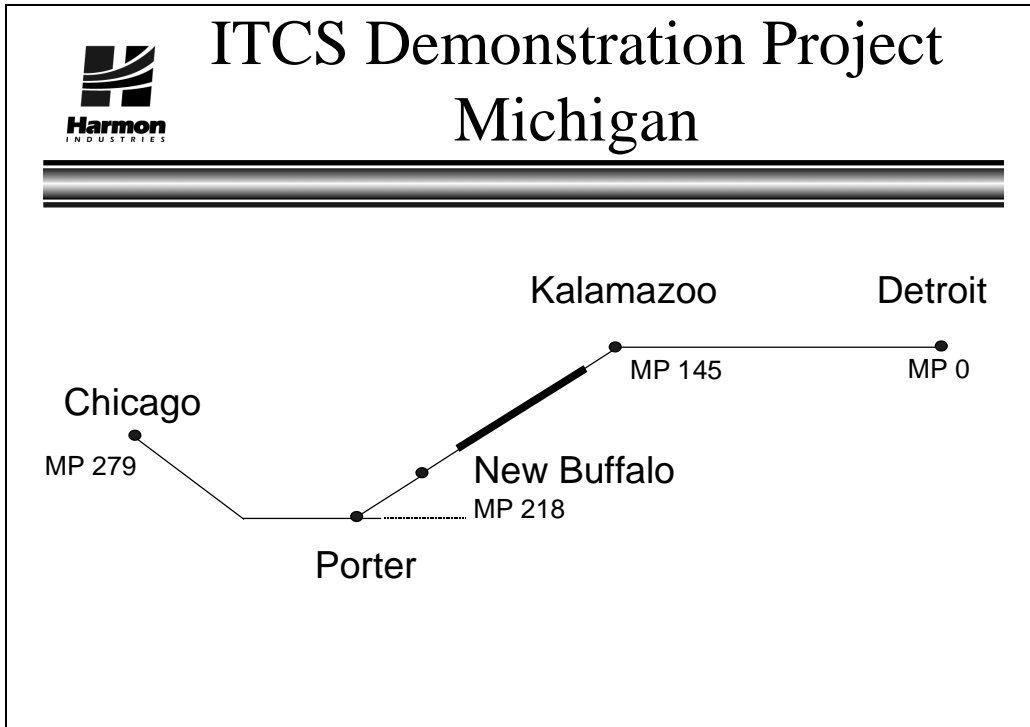 ITCS Demonstration Project
Michigan
Harmon
INDUSTRIES
Kalamazoo
Detroit
MP 145
MP 0
Chicago
MP 279
New Buffalo
MP 218
Porter